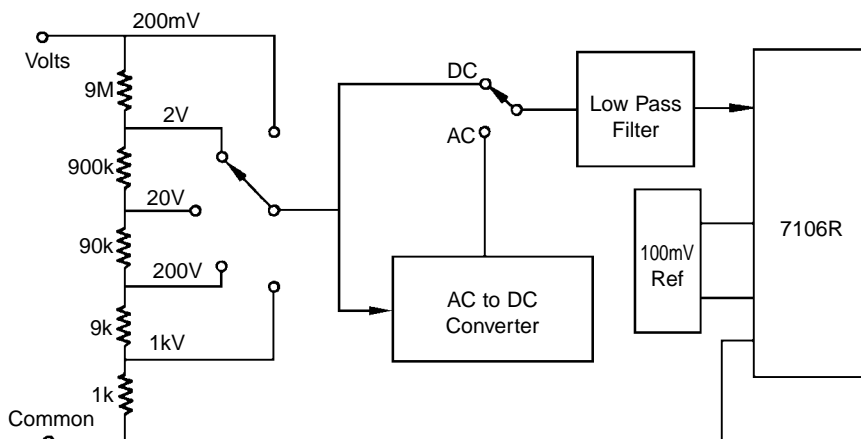 200mV
Volts
9M
2V
900k
20V
90k
200V
9k
1kV
1k
Common
DC
AC
Low Pass
Filter
AC to DC
Converter
100mV
Ref
7106R